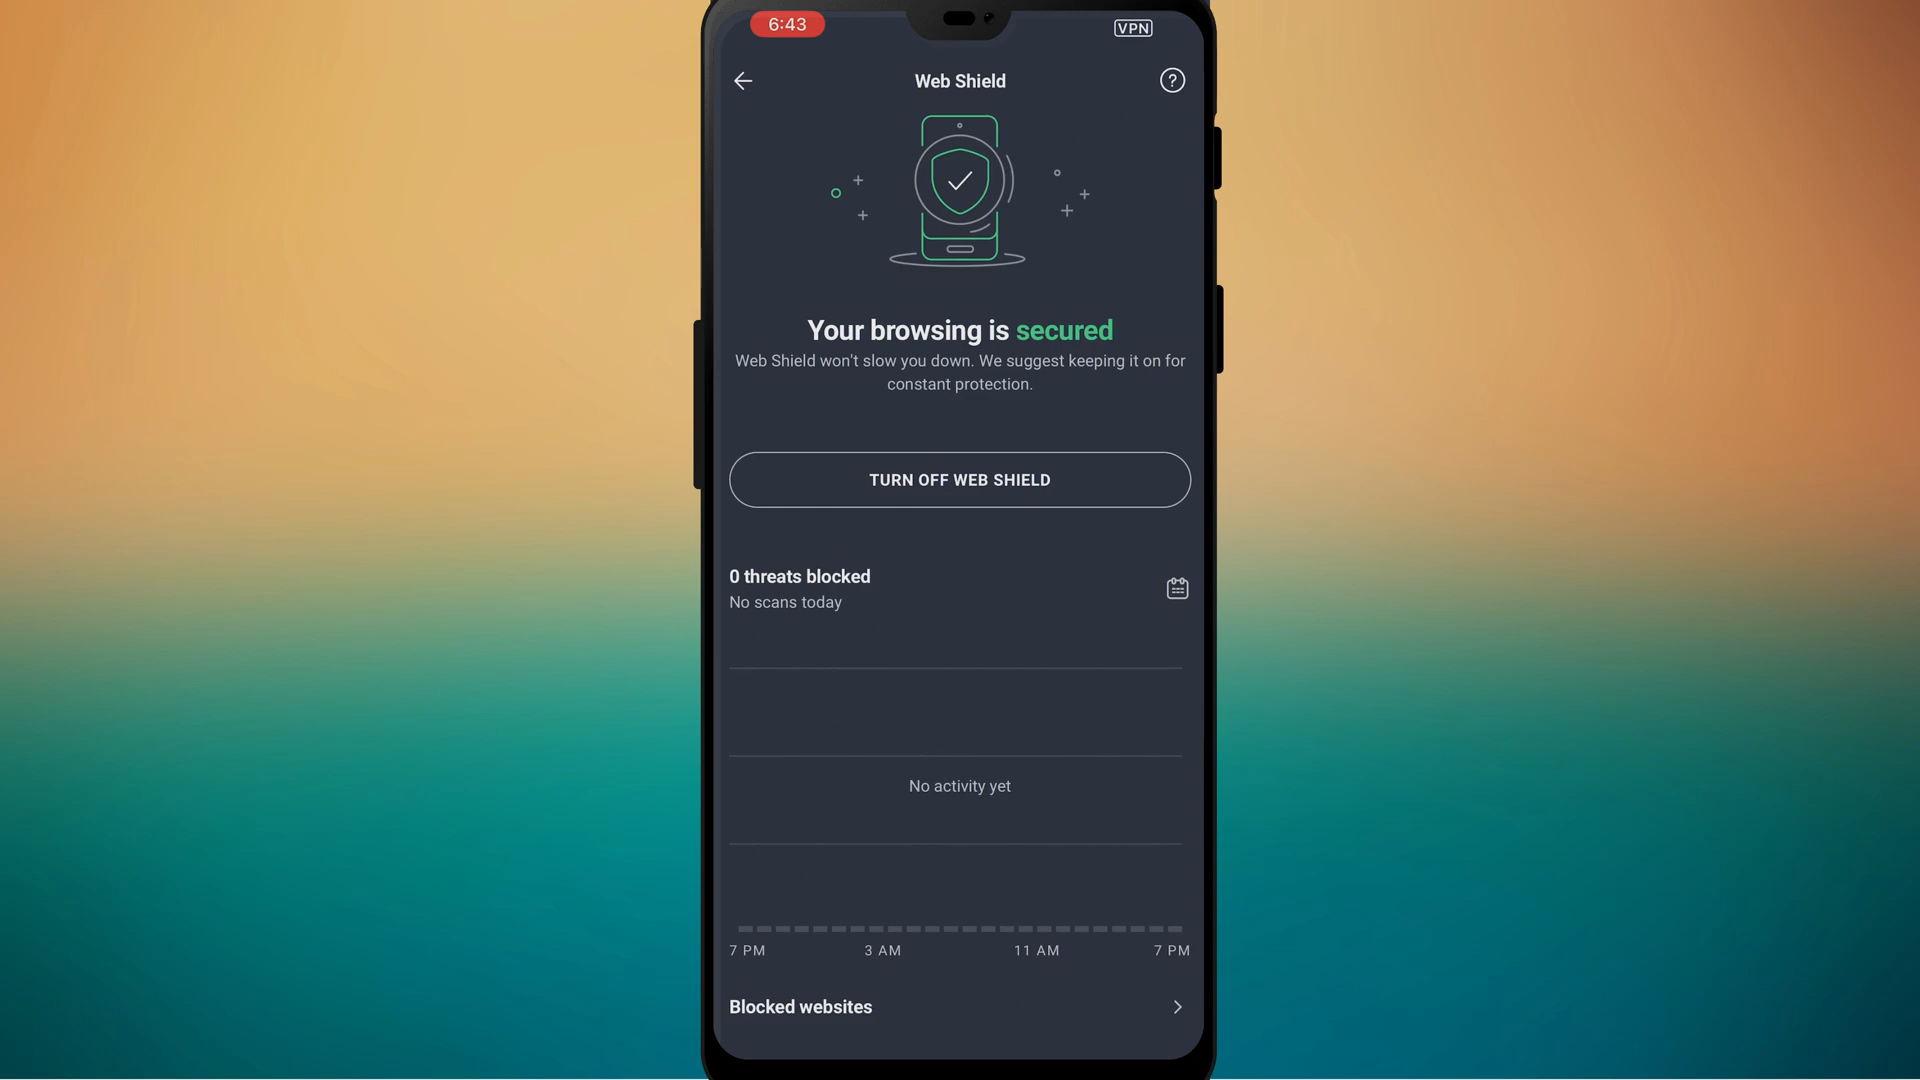 6:43
VPN
Web Shield
?
Your browsing is secured
Web Shield won't slow you down. We suggest keeping it on for
constant protection.
TURN OFF WEB SHIELD
0 threats blocked
No scans today
No activity yet
7 PM 3 AM 11 AM 7 PM
Blocked websites